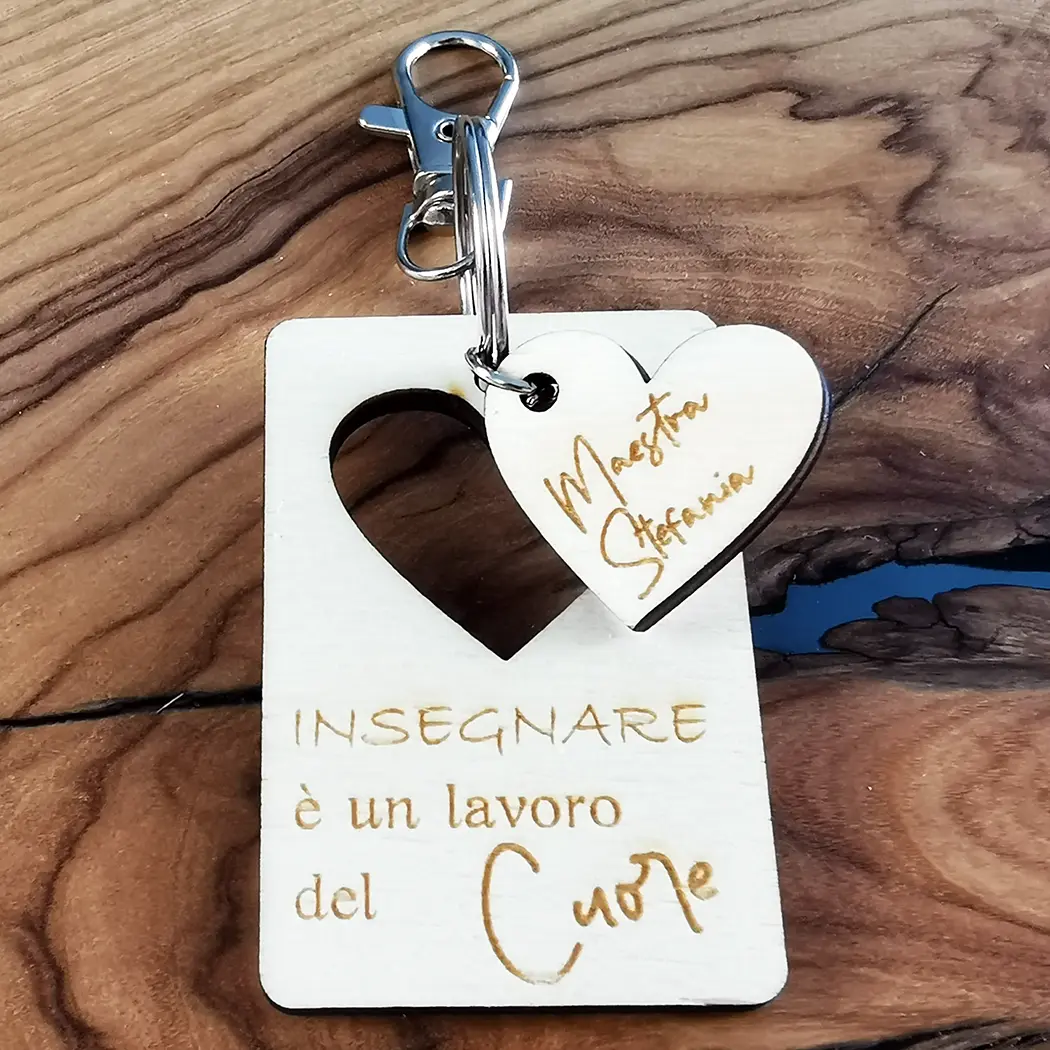 Maestra
Stefania
INSEGNARE
è un lavoro
del Cuore